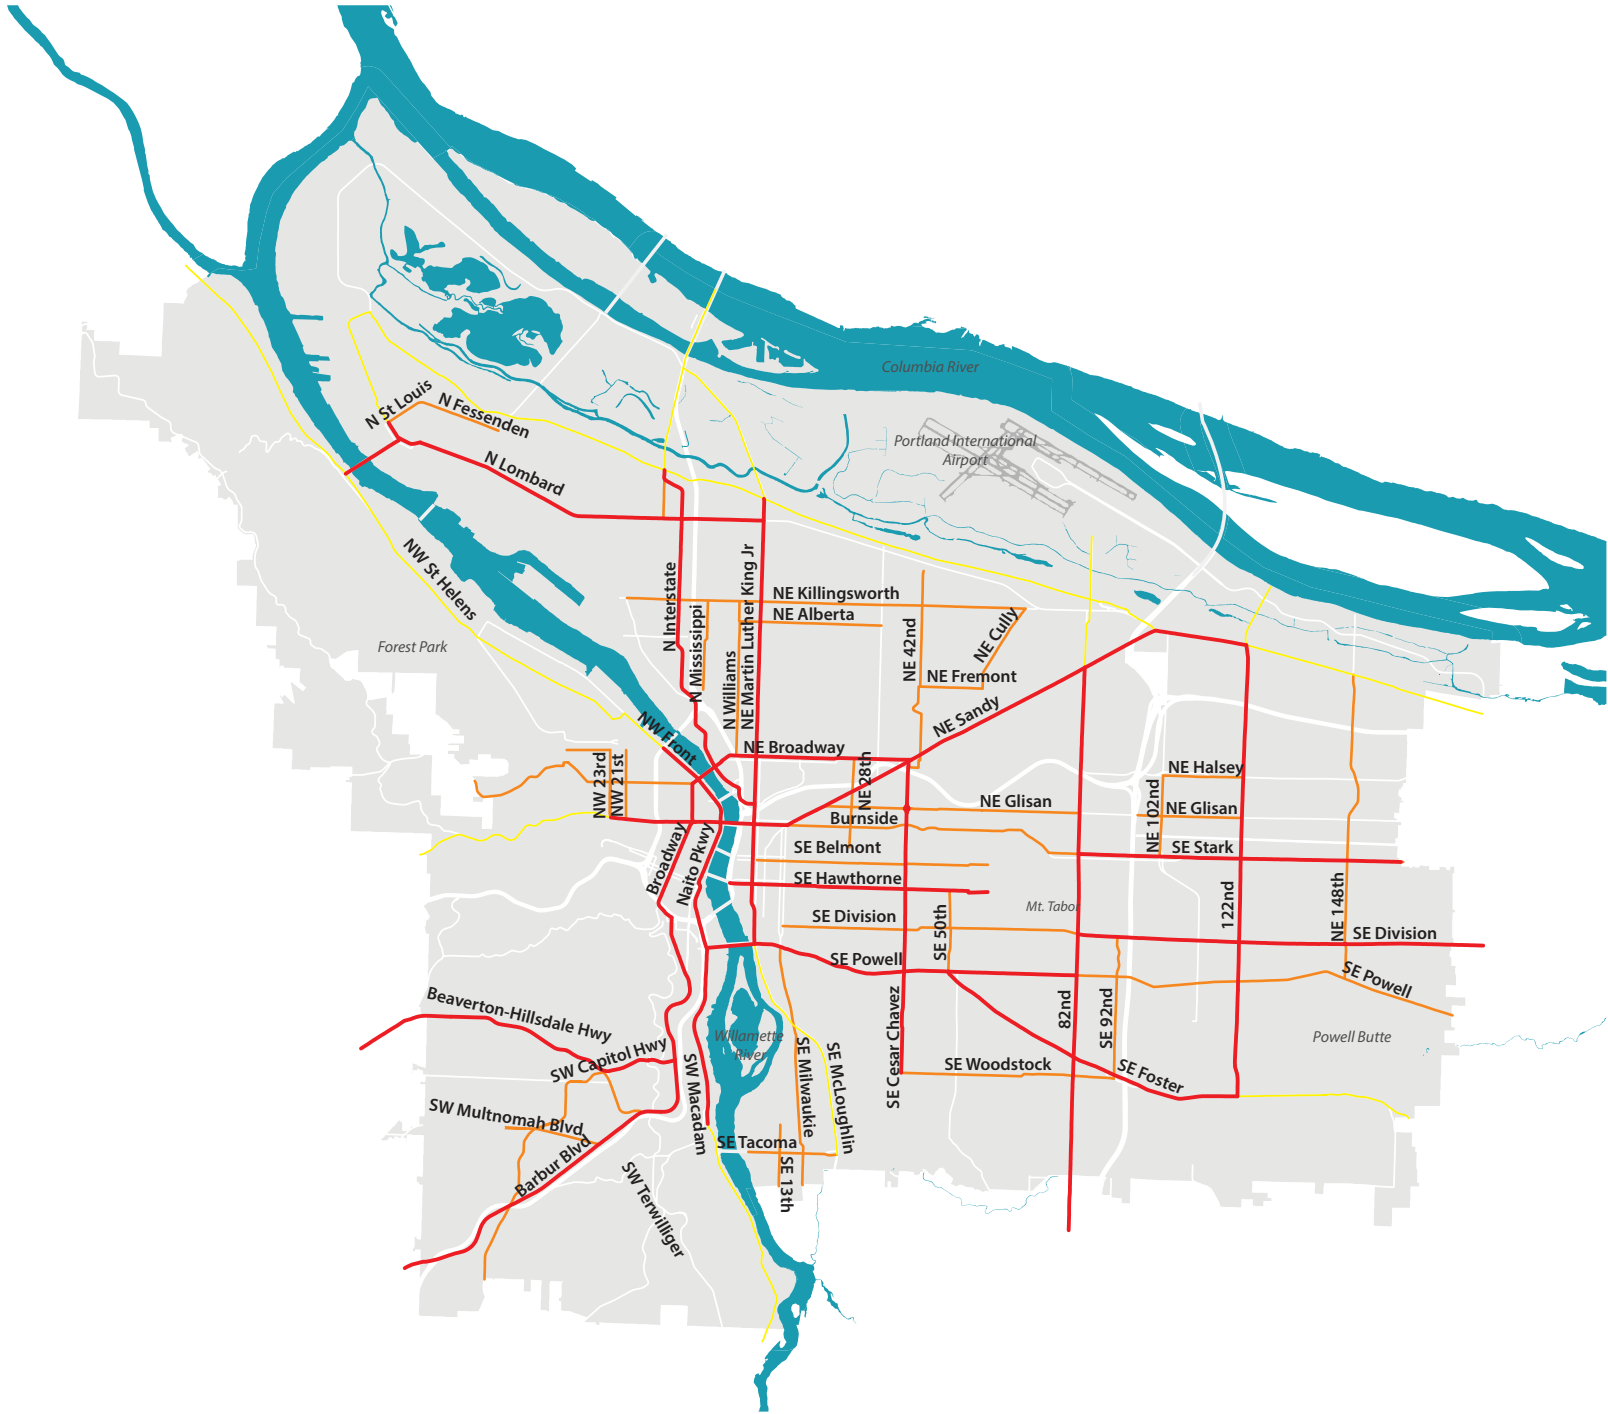 Columbia River
N St Louis
N Fessenden
Portland International
Airport
N Lombard
NW St Helens
N Interstate
N Mississippi
N Williams
NE Martin Luther King Jr
NE Killingsworth
NE Alberta
NE 42nd
NE Cully
Forest Park
NE Fremont
NE Sandy
NW Front
NE Broadway
NW 23rd
NW 21st
NE 28th
NE Halsey
NE Glisan
NE 102nd
NE Glisan
Burnside
SE Belmont
SE Stark
Broadway
Naito Pkwy
SE Hawthorne
Mt. Tabor
122nd
NE 148th
SE Division
SE 50th
SE Division
SE Powell
SE Powell
Beaverton-Hillsdale Hwy
SE Cesar Chavez
82nd
SE 92nd
Willamette
River
Powell Butte
SW Capitol Hwy
SW Macadam
SE Milwaukie
SE McLoughlin
SE Woodstock
SE Foster
SW Multnomah Blvd
Barbur Blvd
SE Tacoma
SE 13th
SW Terwilliger